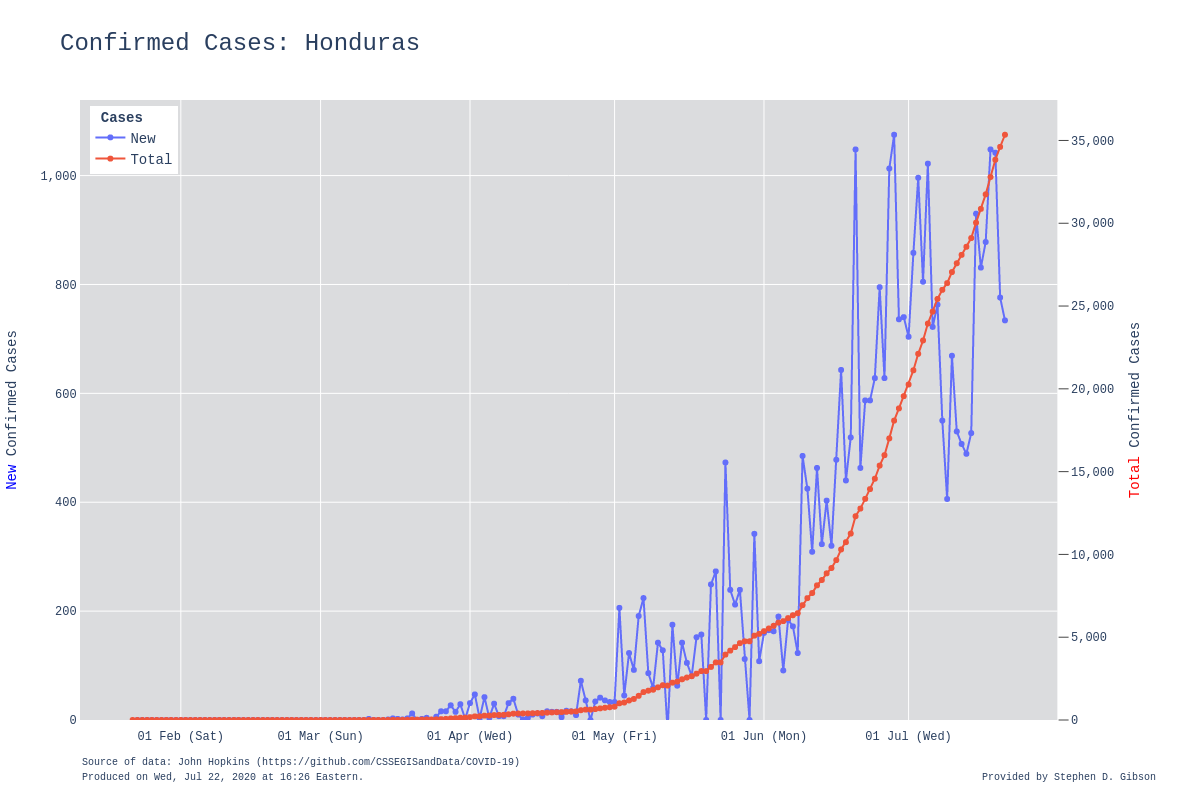 Confirmed Cases: Honduras
Cases
New
Total
1,000
800
600
400
200
0
New Confirmed Cases
35,000
30,000
25,000
20,000
15,000
10,000
5,000
0
Total Confirmed Cases
01 Feb (Sat)
01 Mar (Sun)
01 Apr (Wed)
01 May (Fri)
01 Jun (Mon)
01 Jul (Wed)
Source of data: John Hopkins (https://github.com/CSSEGISandData/COVID-19)
Produced on Wed, Jul 22, 2020 at 16:26 Eastern.
Provided by Stephen D. Gibson